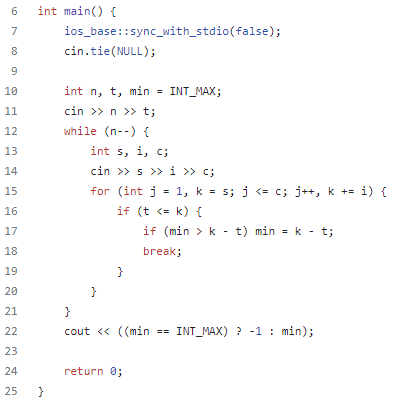 6 int main() {
7     ios_base::sync_with_stdio(false);
8     cin.tie(NULL);
9
10     int n, t, min = INT_MAX;
11     cin >> n >> t;
12     while (n--) {
13         int s, i, c;
14         cin >> s >> i >> c;
15         for (int j = 1, k = s; j <= c; j++, k += i) {
16             if (t <= k) {
17                 if (min > k - t) min = k - t;
18                 break;
19             }
20         }
21     }
22     cout << ((min == INT_MAX) ? -1 : min);
23
24     return 0;
25 }